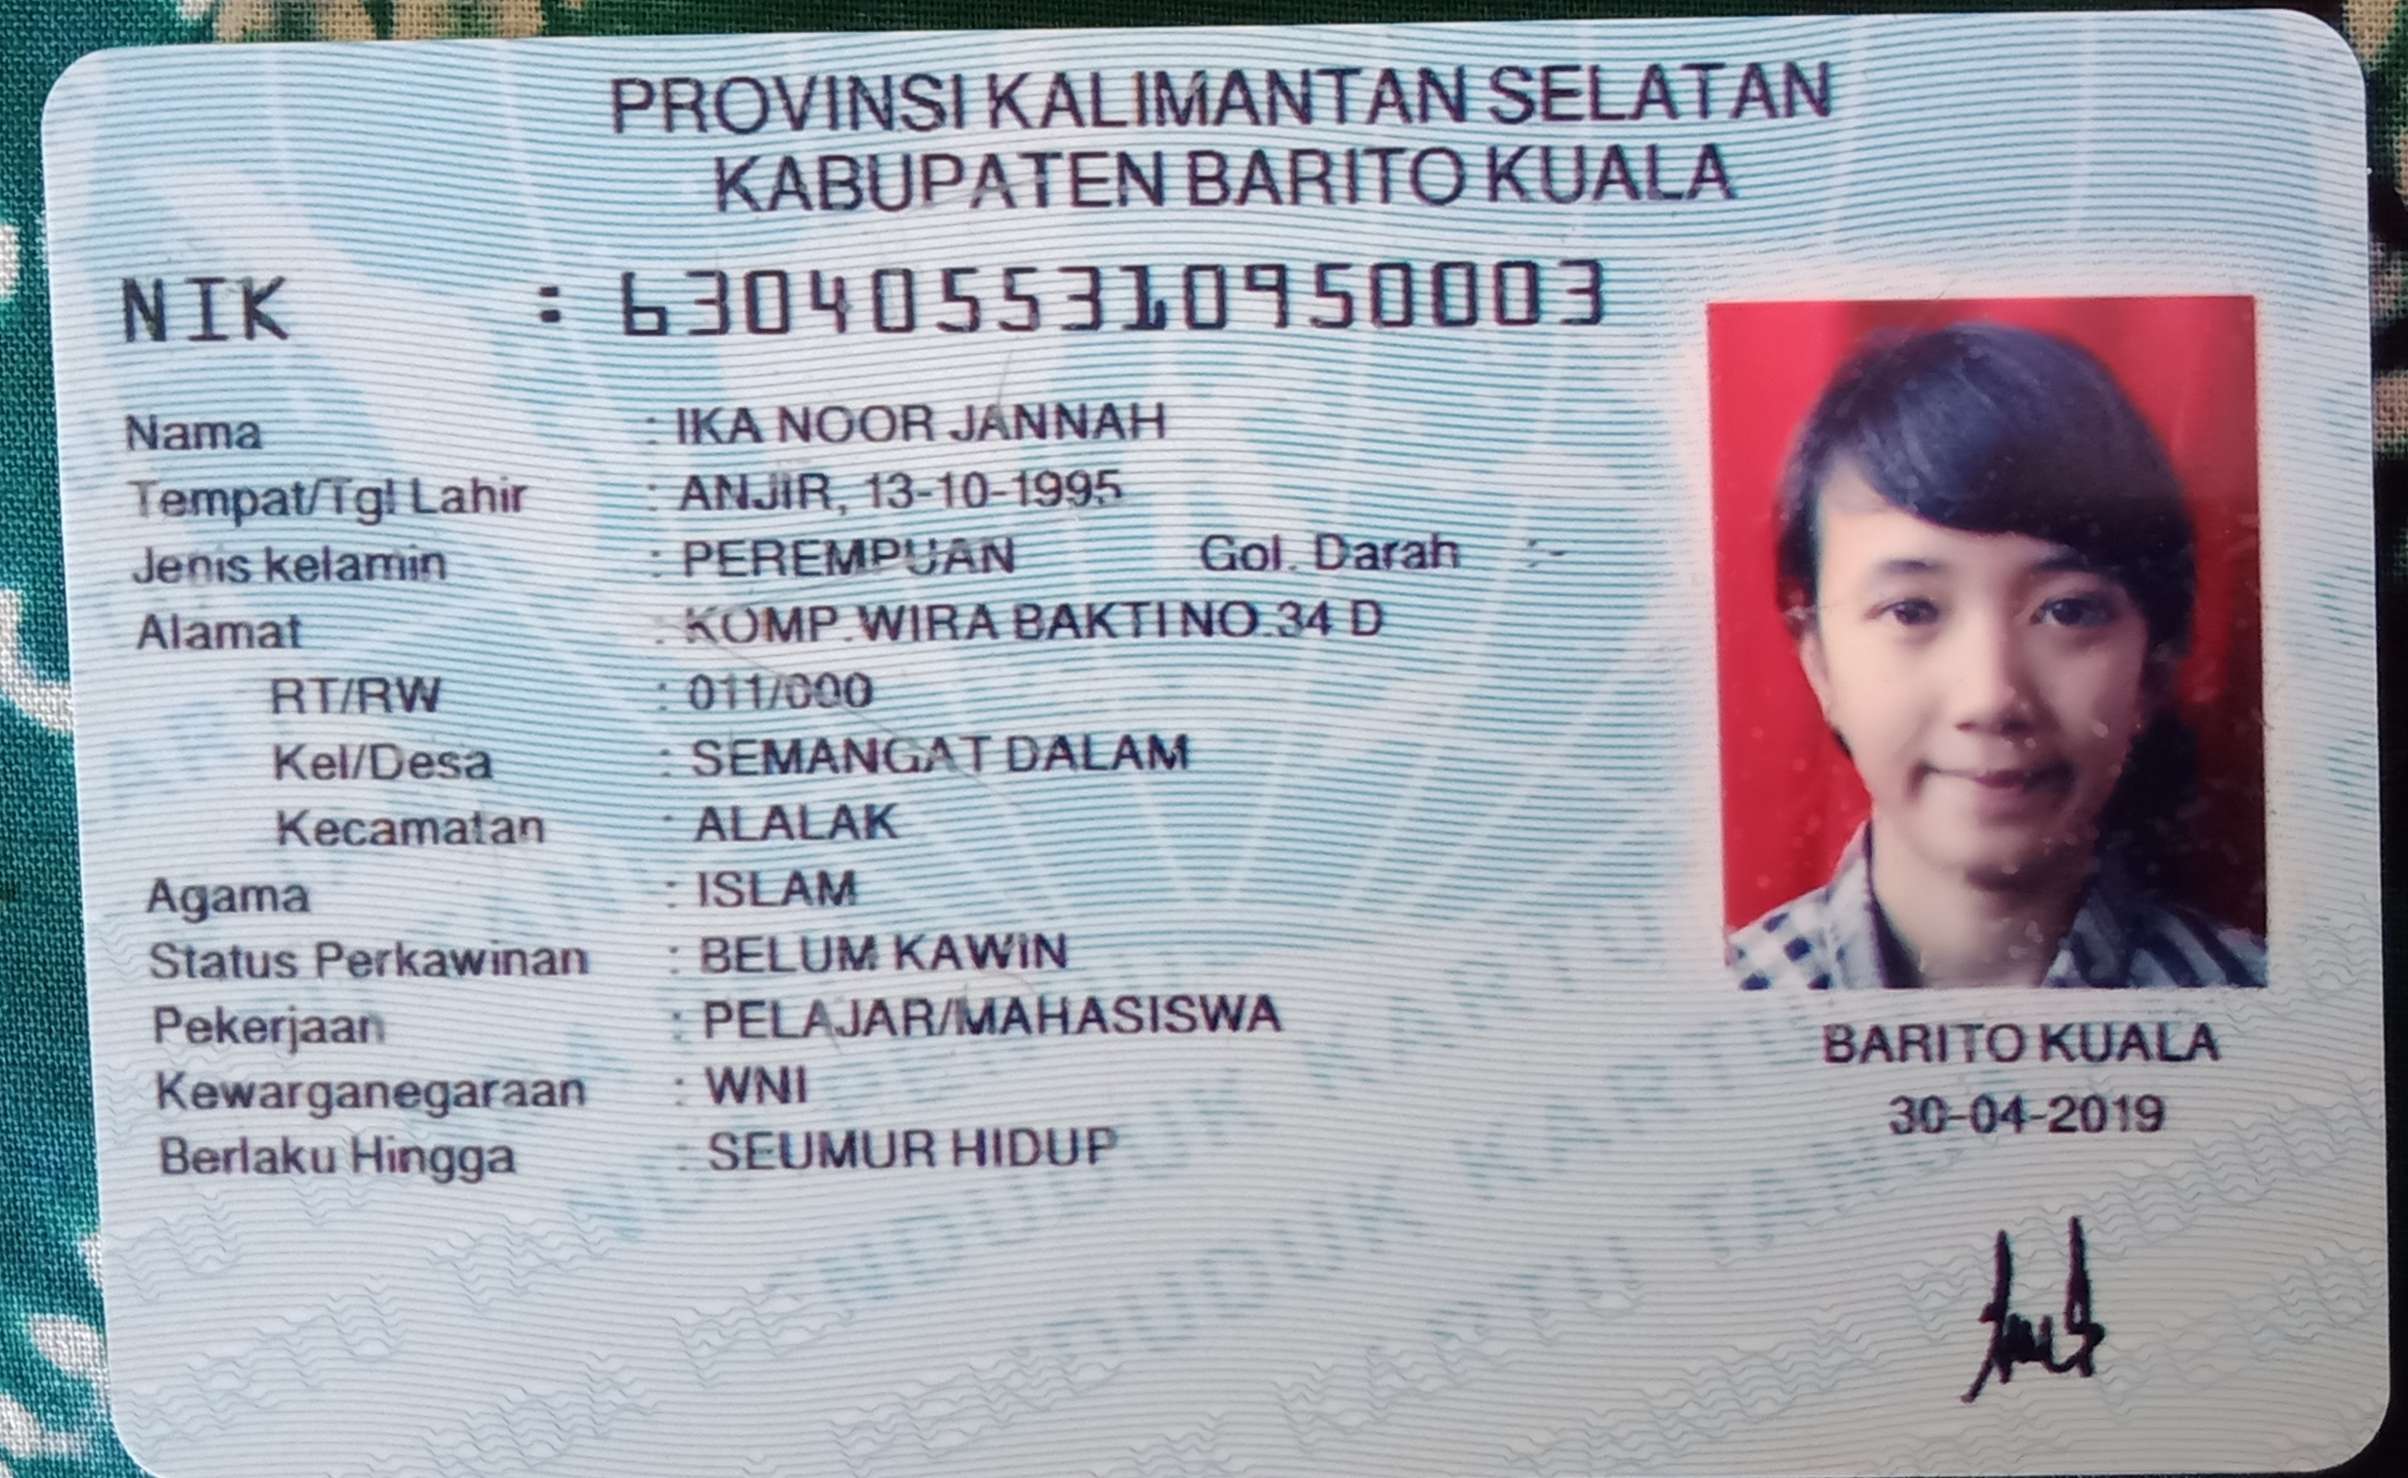 PROVINSI KALIMANTAN SELATAN
KABUPATEN BARITO KUALA
NIK : 6304055310950003
Nama : IKA NOOR JANNAH
Tempat/Tgl Lahir : ANJIR, 13-10-1995
Jenis kelamin : PEREMPUAN Gol. Darah :-
Alamat : KOMP.WIRA BAKTI NO.34 D
RT/RW : 011/000
Kel/Desa : SEMANGAT DALAM
Kecamatan : ALALAK
Agama : ISLAM
Status Perkawinan : BELUM KAWIN
Pekerjaan : PELAJAR/MAHASISWA
Kewarganegaraan : WNI
Berlaku Hingga : SEUMUR HIDUP
BARITO KUALA
30-04-2019